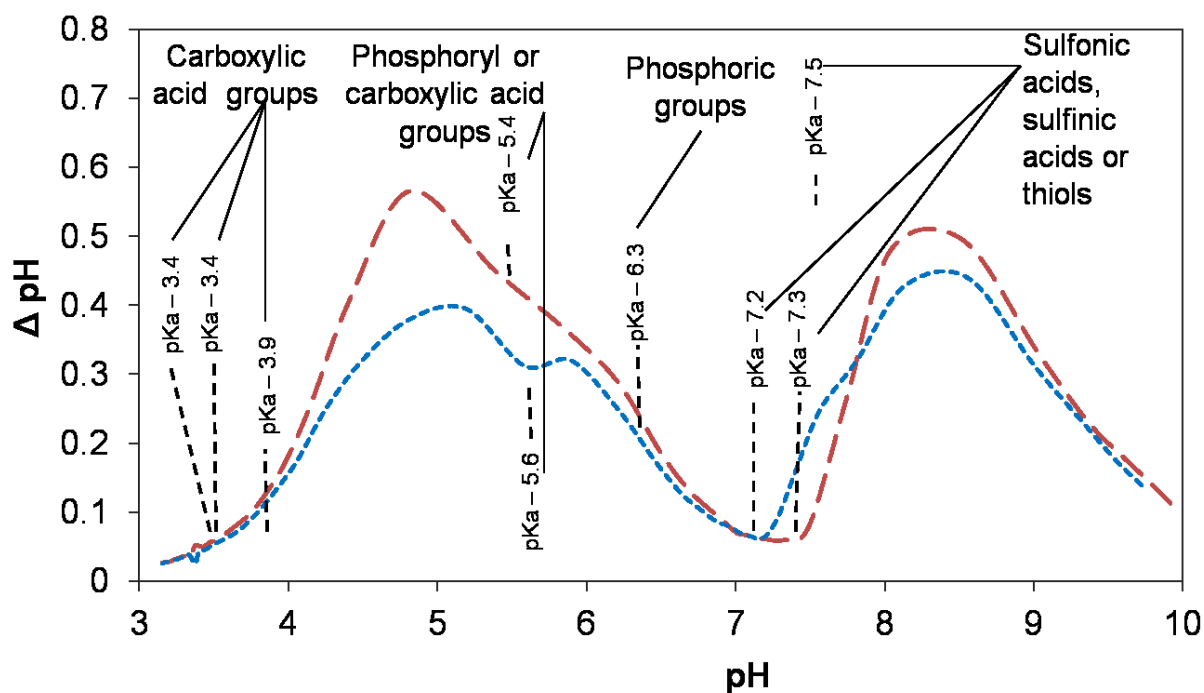 0.8
0.7
0.6
0.5
0.4
0.3
0.2
0.1
0
Δ pH
Carboxylic
acid groups
Phosphoryl or
carboxylic acid
groups
Phosphoric
groups
Sulfonic
acids,
sulfinic
acids or
thiols
pKa – 3.4
pKa – 3.4
pKa – 3.9
pKa – 5.4
pKa – 5.6
pKa – 6.3
pKa – 7.2
pKa – 7.3
pKa – 7.5
3 4 5 6 7 8 9 10
pH